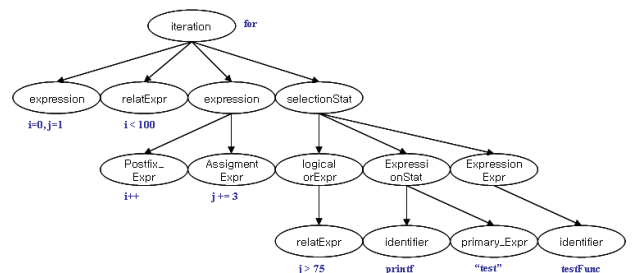 iteration
for
expression
relatExpr
expression
selectionStat
i=0, j=1
i < 100
Postfix_
Expr
Assigment
Expr
logical
orExpr
Expressi
onStat
Expression
Expr
i++
j += 3
relatExpr
identifier
primary_Expr
identifier
i > 75
printf
"test"
testFunc